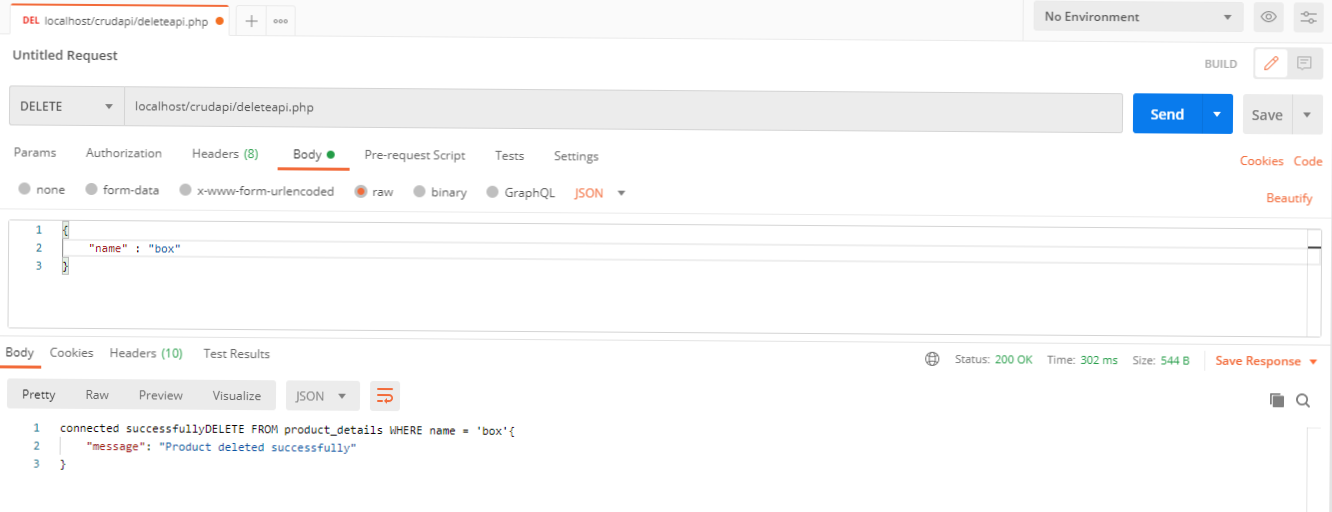 DEL localhost/crudapi/deleteapi.php
No Environment
Untitled Request
BUILD
DELETE localhost/crudapi/deleteapi.php Send Save
Params Authorization Headers (8) Body Pre-request Script Tests Settings Cookies Code
none form-data x-www-form-urlencoded raw binary GraphQL JSON Beautify
1 {
2 "name" : "box"
3 }
Body Cookies Headers (10) Test Results Status: 200 OK Time: 302 ms Size: 544 B Save Response
Pretty Raw Preview Visualize JSON
1 connected successfullyDELETE FROM product_details WHERE name = 'box'{
2 "message": "Product deleted successfully"
3 }